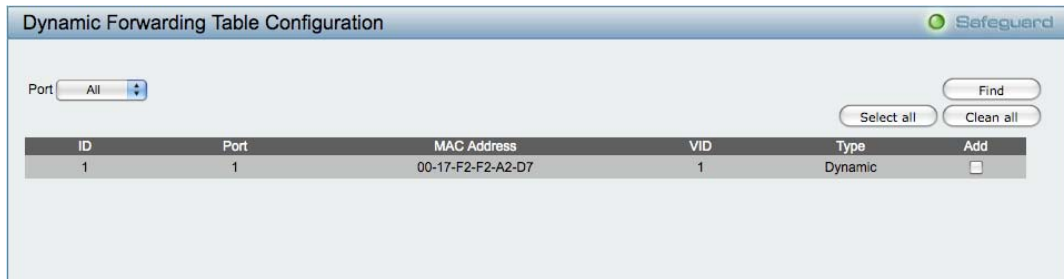 Dynamic Forwarding Table Configuration
Safeguard
Port All
Find
Select all Clean all
ID Port MAC Address VID Type Add
1 1 00-17-F2-F2-A2-D7 1 Dynamic